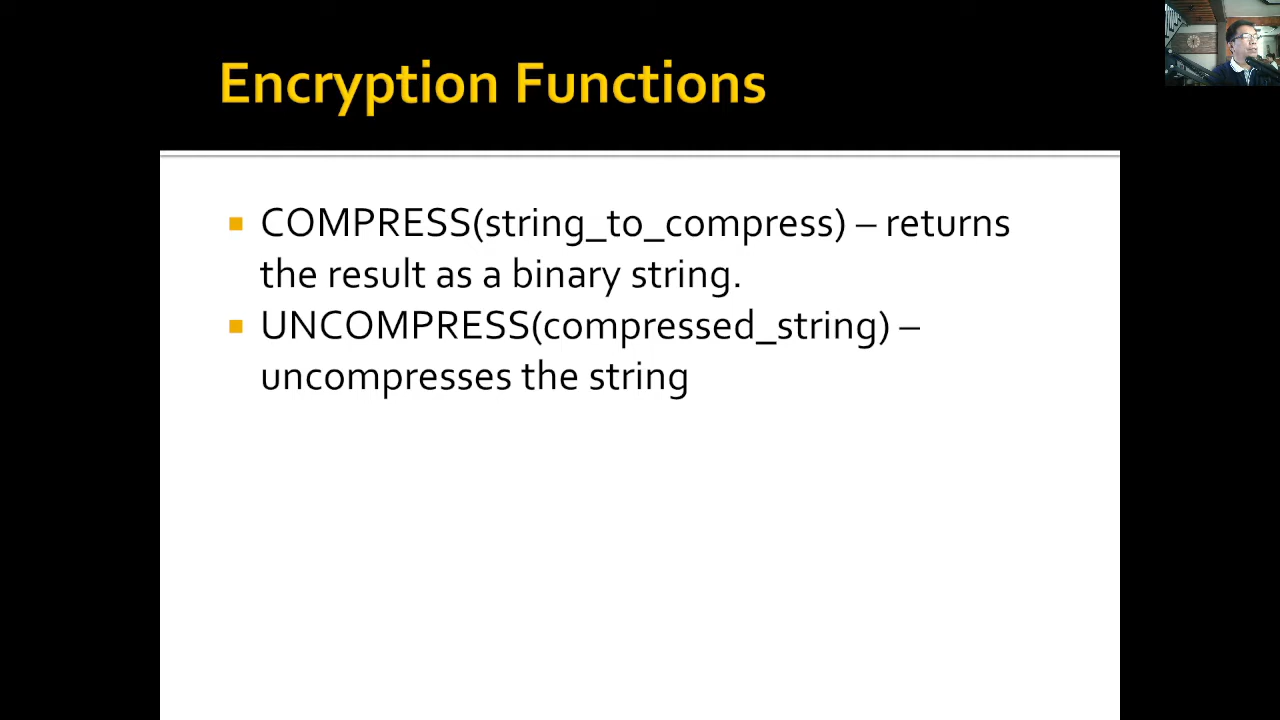 Encryption Functions
COMPRESS(string_to_compress) – returns
the result as a binary string.
UNCOMPRESS(compressed_string) –
uncompresses the string